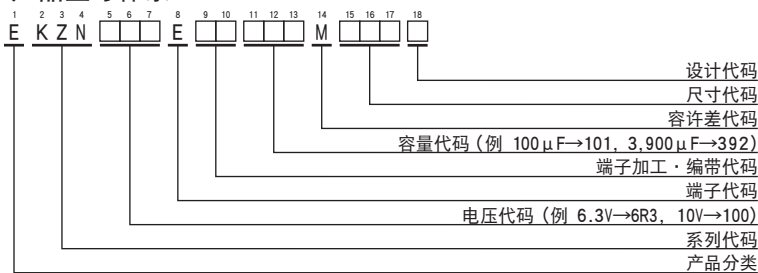 1 2 3 4 5 6 7 8 9 10 11 12 13 14 15 16 17 18
E K Z N □□□ E □□ □□□ M □□□ □
设计代码
尺寸代码
容许差代码
容量代码（例 100μF→101, 3,900μF→392）
端子加工・编带代码
端子代码
电压代码（例 6.3V→6R3, 10V→100）
系列代码
产品分类